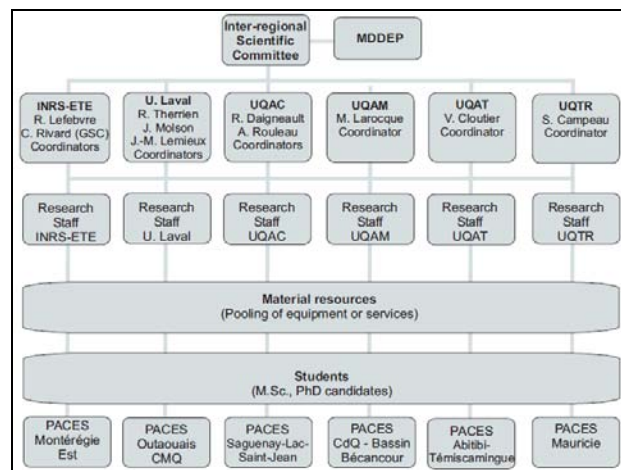 Inter-regional
Scientific
Committee
MDDEP
INRS-ETE
R. Lefebvre
C. Rivard (GSC)
Coordinators
U. Laval
R. Therrien
J. Molson
J.-M. Lemieux
Coordinators
UQAC
R. Daigneault
A. Rouleau
Coordinators
UQAM
M. Larocque
Coordinator
UQAT
V. Cloutier
Coordinator
UQTR
S. Campeau
Coordinator
Research
Staff
INRS-ETE
Research
Staff
U. Laval
Research
Staff
UQAC
Research
Staff
UQAM
Research
Staff
UQAT
Research
Staff
UQTR
Material resources
(Pooling of equipment or services)
Students
(M.Sc., PhD candidates)
PACES
Montérégie
Est
PACES
Outaouais
CMQ
PACES
Saguenay-Lac-
Saint-Jean
PACES
CdQ - Bassin
Bécancour
PACES
Abitibi-
Témiscamingue
PACES
Mauricie